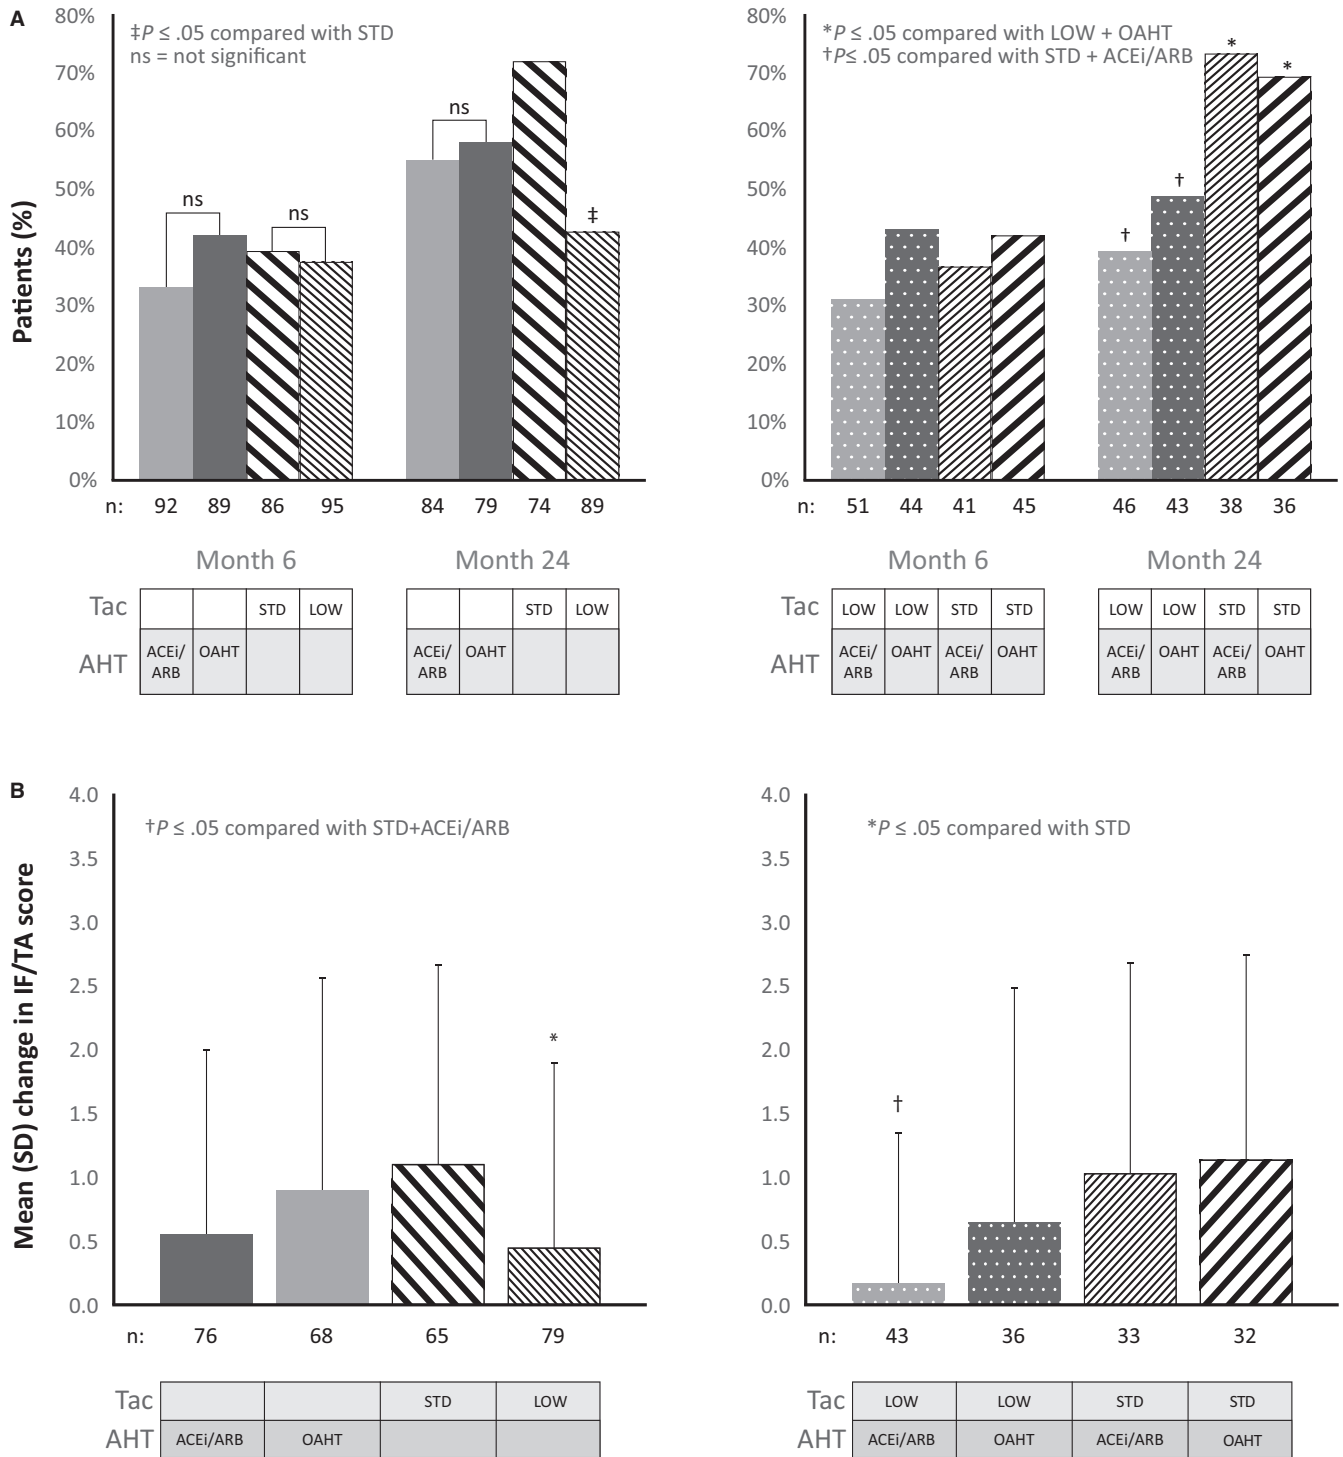 A
80%
70%
60%
50%
40%
30%
20%
10%
0%
Patients (%)
‡P ≤ .05 compared with STD
ns = not significant
ns
ns
ns
‡
n: 92 89 86 95 84 79 74 89
Month 6 Month 24
Tac STD LOW STD LOW
AHT ACEi/ARB OAHT ACEi/ARB OAHT
80%
70%
60%
50%
40%
30%
20%
10%
0%
*P ≤ .05 compared with LOW + OAHT
†P≤ .05 compared with STD + ACEi/ARB
† † * *
n: 51 44 41 45 46 43 38 36
Month 6 Month 24
Tac LOW LOW STD STD LOW LOW STD STD
AHT ACEi/ARB OAHT ACEi/ARB OAHT ACEi/ARB OAHT ACEi/ARB OAHT
B
4.0
3.5
3.0
2.5
2.0
1.5
1.0
0.5
0.0
Mean (SD) change in IF/TA score
†P ≤ .05 compared with STD+ACEi/ARB
*
n: 76 68 65 79
Tac STD LOW
AHT ACEi/ARB OAHT
4.0
3.5
3.0
2.5
2.0
1.5
1.0
0.5
0.0
*P ≤ .05 compared with STD
†
n: 43 36 33 32
Tac LOW LOW STD STD
AHT ACEi/ARB OAHT ACEi/ARB OAHT